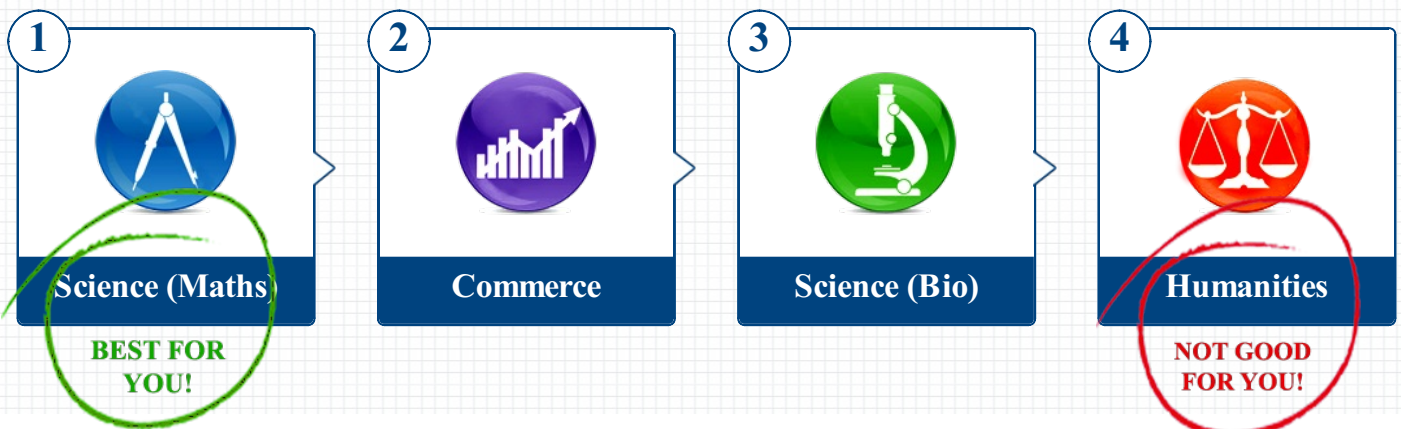 1
2
3
4
Science (Maths)
Commerce
Science (Bio)
Humanities
BEST FOR
YOU!
NOT GOOD
FOR YOU!